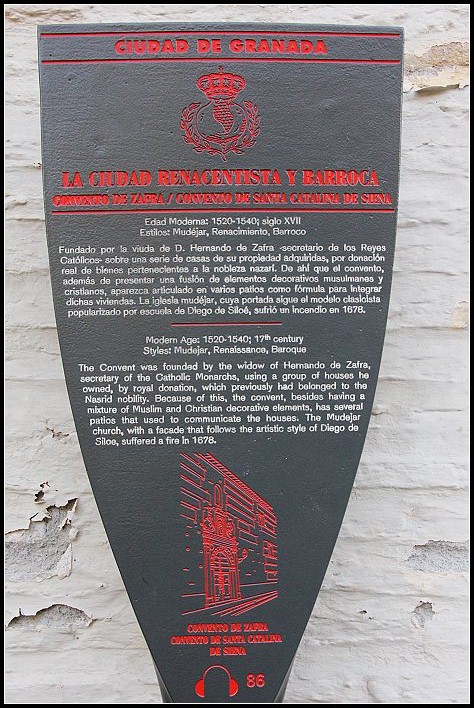 CIUDAD DE GRANADA
LA CIUDAD RENACENTISTA Y BARROCA
CONVENTO DE ZAFRA / CONVENTO DE SANTA CATALINA DE SIENA
Edad Moderna: 1520-1540; siglo XVII
Estilos: Mudéjar, Renacimiento, Barroco
Fundado por la viuda de D. Hernando de Zafra -secretario de los Reyes
Católicos- sobre una serie de casas de su propiedad adquiridas, por donación
real de bienes pertenecientes a la nobleza nazarí. De ahí que el convento,
además de presentar una fusión de elementos decorativos musulmanes y
cristianos, aparezca articulado en varios patios como fórmula para integrar
dichas viviendas. La iglesia mudéjar, cuya portada sigue el modelo clasicista
popularizado por escuela de Diego de Siloé, sufrió un incendio en 1678.
Modern Age: 1520-1540; 17th century
Styles: Mudejar, Renaissance, Baroque
The Convent was founded by the widow of Hernando de Zafra,
secretary of the Catholic Monarchs, using a group of houses he
owned, by royal donation, which previously had belonged to the
Nasrid nobility. Because of this, the convent, besides having a
mixture of Muslim and Christian decorative elements, has several
patios that used to communicate the houses. The Mudejar
church, with a facade that follows the artistic style of Diego de
Siloe, suffered a fire in 1678.
CONVENTO DE ZAFRA
CONVENTO DE SANTA CATALINA
DE SIENA
86